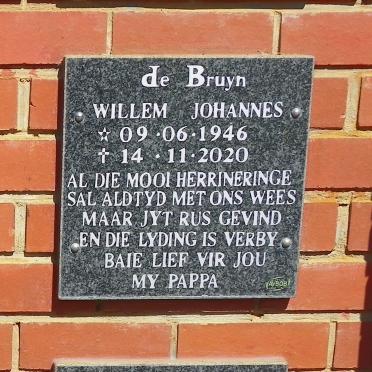 de Bruyn
WILLEM JOHANNES
☆ 09·06·1946
† 14·11·2020
AL DIE MOOI HERRINERINGE
SAL ALDTYD MET ONS WEES
MAAR JYT RUS GEVIND
EN DIE LYDING IS VERBY
BAIE LIEF VIR JOU
MY PAPPA